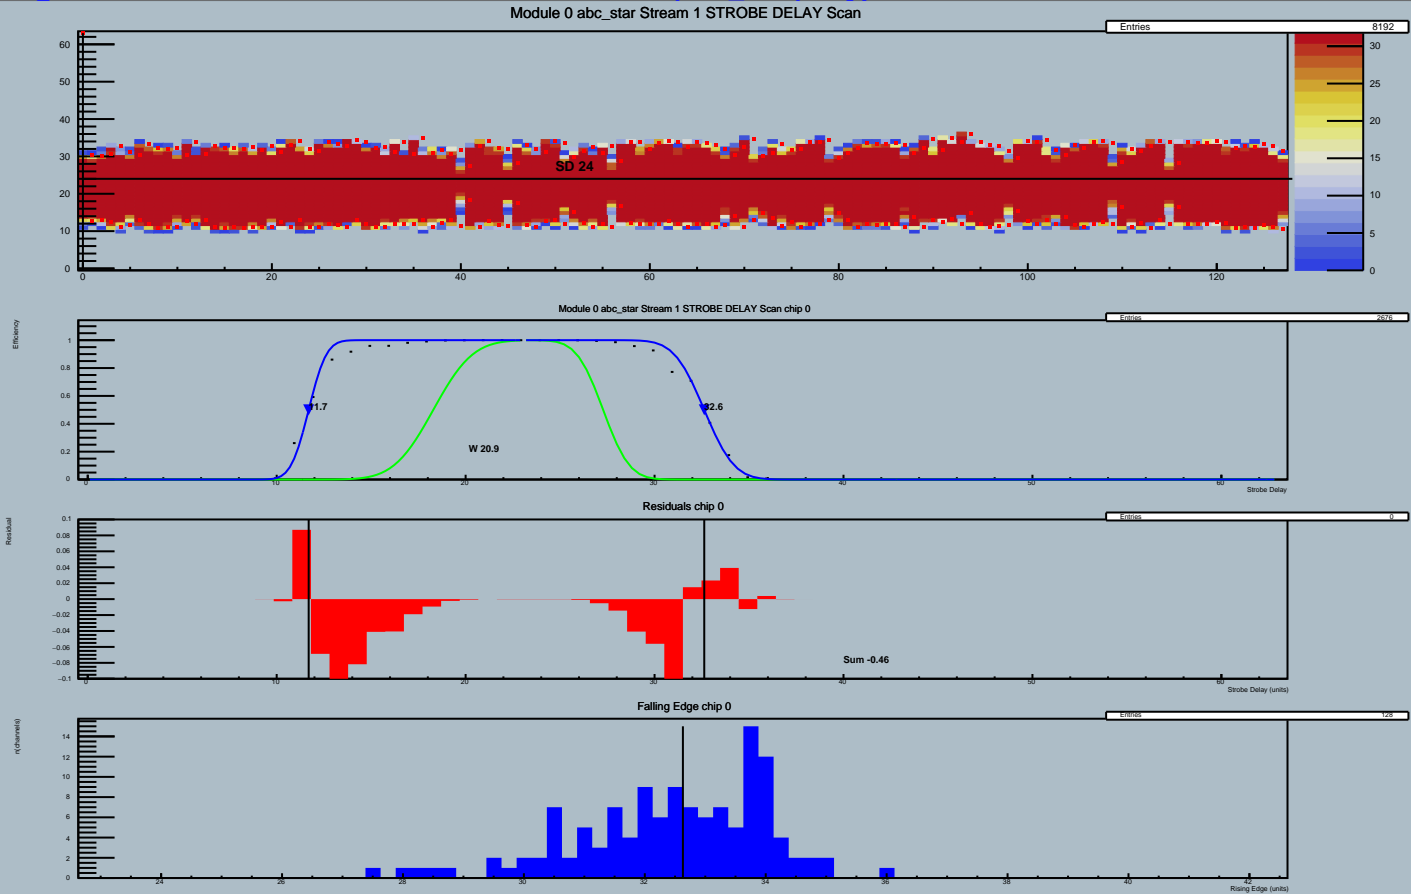 Module 0 abc_star Stream 1 STROBE DELAY Scan
Entries 8192
60
50
40
30
20
10
0
SD 24
0 20 40 60 80 100 120
30
25
20
15
10
5
0
Module 0 abc_star Stream 1 STROBE DELAY Scan chip 0
Entries 2676
Efficiency
1
0.8
0.6
0.4
0.2
0
11.7
32.6
W 20.9
0 10 20 30 40 50 60
Strobe Delay
Residuals chip 0
Entries 0
Residual
0.1
0.08
0.06
0.04
0.02
0
−0.02
−0.04
−0.06
−0.08
−0.1
Sum -0.46
0 10 20 30 40 50 60
Strobe Delay (units)
Falling Edge chip 0
Entries 128
n(channels)
14
12
10
8
6
4
2
0
24 26 28 30 32 34 36 38 40 42
Rising Edge (units)